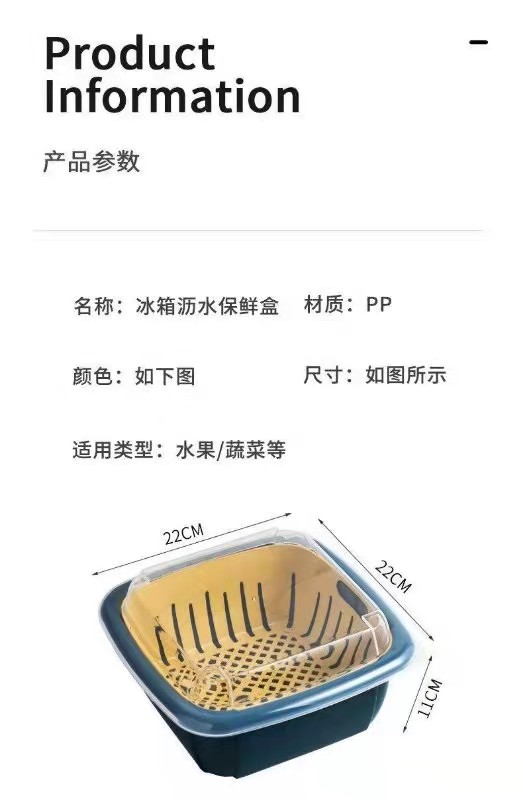 Product
Information
产品参数
名称：冰箱沥水保鲜盒 材质：PP
颜色：如下图 尺寸：如图所示
适用类型：水果/蔬菜等
22CM
22CM
11CM